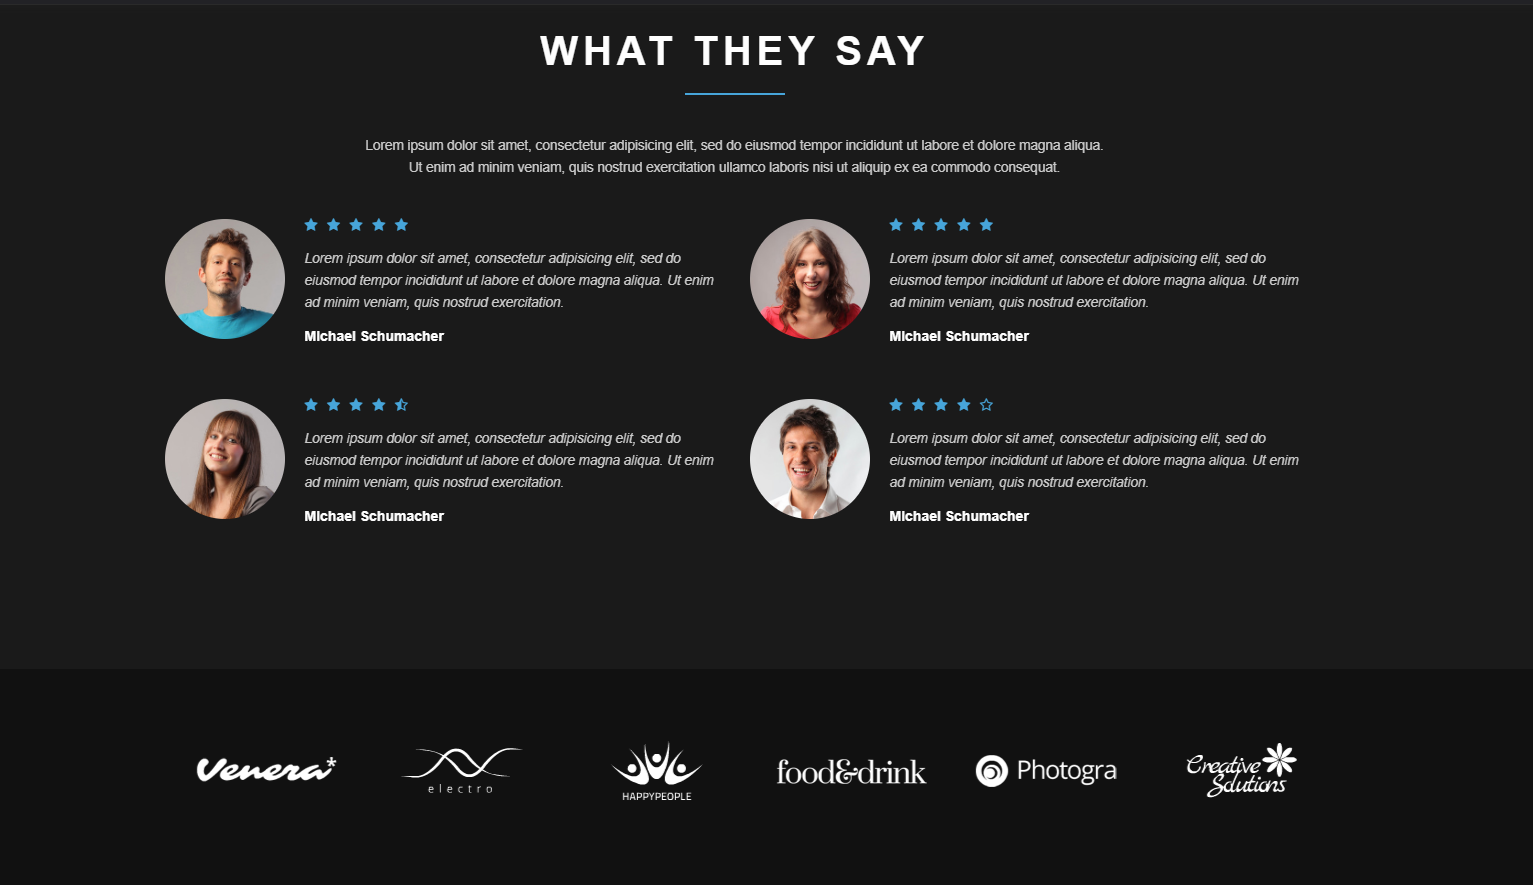 WHAT THEY SAY
Lorem ipsum dolor sit amet, consectetur adipisicing elit, sed do eiusmod tempor incididunt ut labore et dolore magna aliqua.
Ut enim ad minim veniam, quis nostrud exercitation ullamco laboris nisi ut aliquip ex ea commodo consequat.
Lorem ipsum dolor sit amet, consectetur adipisicing elit, sed do
eiusmod tempor incididunt ut labore et dolore magna aliqua. Ut enim
ad minim veniam, quis nostrud exercitation.
Michael Schumacher
Lorem ipsum dolor sit amet, consectetur adipisicing elit, sed do
eiusmod tempor incididunt ut labore et dolore magna aliqua. Ut enim
ad minim veniam, quis nostrud exercitation.
Michael Schumacher
Lorem ipsum dolor sit amet, consectetur adipisicing elit, sed do
eiusmod tempor incididunt ut labore et dolore magna aliqua. Ut enim
ad minim veniam, quis nostrud exercitation.
Michael Schumacher
Lorem ipsum dolor sit amet, consectetur adipisicing elit, sed do
eiusmod tempor incididunt ut labore et dolore magna aliqua. Ut enim
ad minim veniam, quis nostrud exercitation.
Michael Schumacher
Venera*
electro
HAPPYPEOPLE
food&drink
Photogra
Creative
Solutions